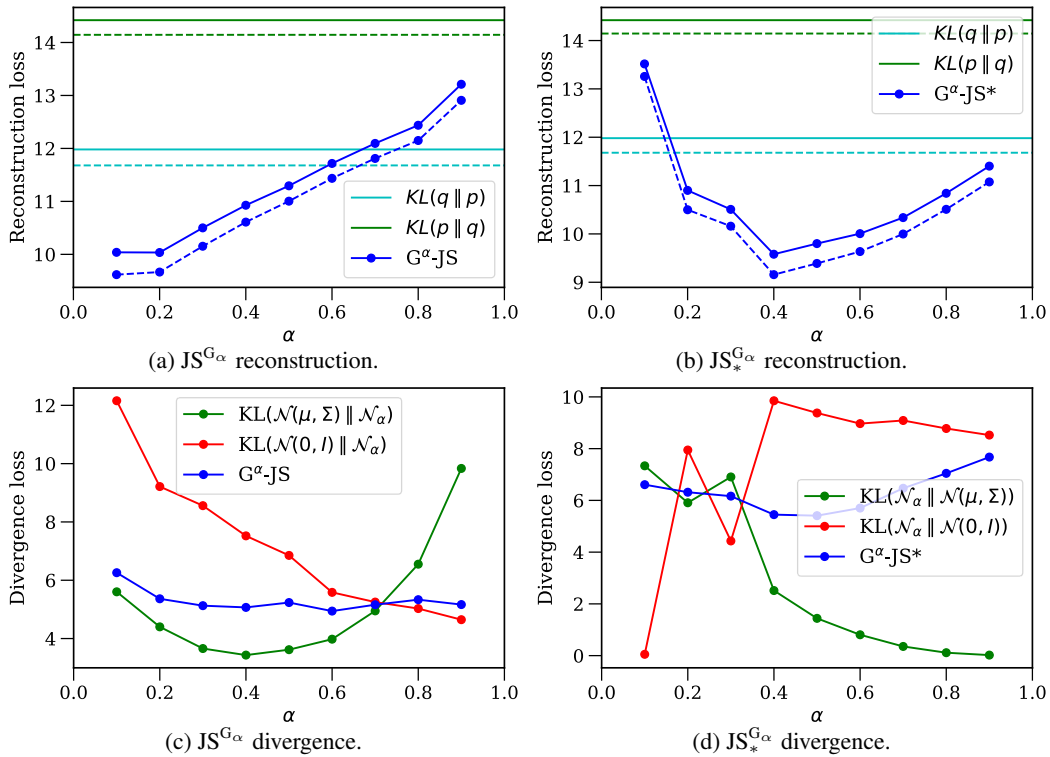 Reconstruction loss
14
13
12
11
10
KL(q ∥ p)
KL(p ∥ q)
G^α-JS
0.0 0.2 0.4 0.6 0.8 1.0
α
(a) JS^{G_α} reconstruction.
Reconstruction loss
14
13
12
11
10
9
KL(q ∥ p)
KL(p ∥ q)
G^α-JS*
0.0 0.2 0.4 0.6 0.8 1.0
α
(b) JS_*^{G_α} reconstruction.
Divergence loss
12
10
8
6
4
KL(𝒩(μ, Σ) ∥ 𝒩_α)
KL(𝒩(0, I) ∥ 𝒩_α)
G^α-JS
0.0 0.2 0.4 0.6 0.8 1.0
α
(c) JS^{G_α} divergence.
Divergence loss
10
8
6
4
2
0
KL(𝒩_α ∥ 𝒩(μ, Σ))
KL(𝒩_α ∥ 𝒩(0, I))
G^α-JS*
0.0 0.2 0.4 0.6 0.8 1.0
α
(d) JS_*^{G_α} divergence.